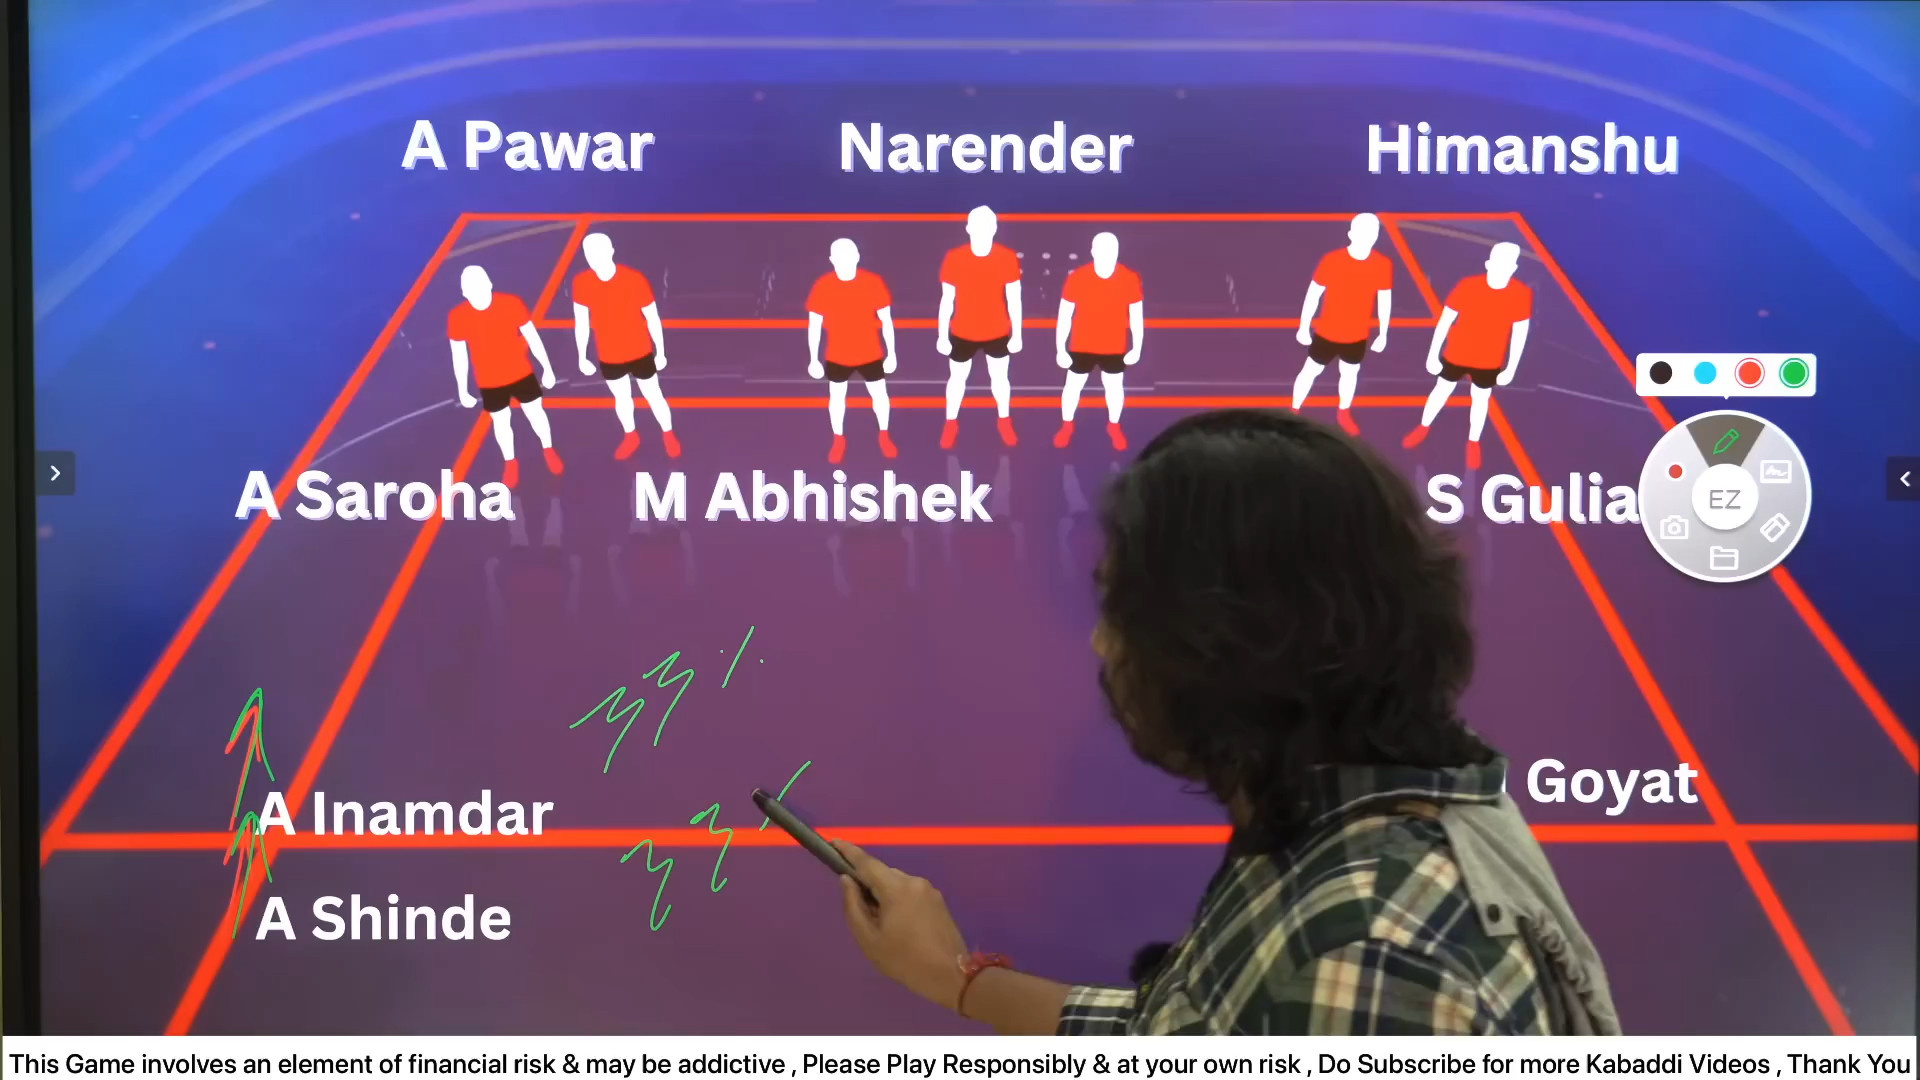 A Pawar
Narender
Himanshu
A Saroha
M Abhishek
S Gulia
EZ
A Inamdar
Goyat
A Shinde
This Game involves an element of financial risk & may be addictive , Please Play Responsibly & at your own risk , Do Subscribe for more Kabaddi Videos , Thank You